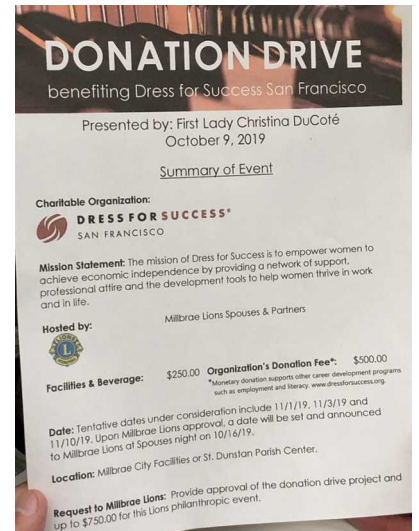 DONATION DRIVE
benefiting Dress for Success San Francisco
Presented by: First Lady Christina DuCoté
October 9, 2019
Summary of Event
Charitable Organization:
DRESS FOR SUCCESS®
SAN FRANCISCO
Mission Statement: The mission of Dress for Success is to empower women to
achieve economic independence by providing a network of support,
professional attire and the development tools to help women thrive in work
and in life.
Hosted by:
Millbrae Lions Spouses & Partners
LIONS
L
Facilities & Beverage: $250.00 Organization's Donation Fee*: $500.00
*Monetary donation supports other career development programs
such as employment and literacy. www.dressforsuccess.org.
Date: Tentative dates under consideration include 11/1/19, 11/3/19 and
11/10/19. Upon Millbrae Lions approval, a date will be set and announced
to Millbrae Lions at Spouses night on 10/16/19.
Location: Millbrae City Facilities or St. Dunstan Parish Center.
Request to Millbrae Lions: Provide approval of the donation drive project and
up to $750.00 for this Lions philanthropic event.